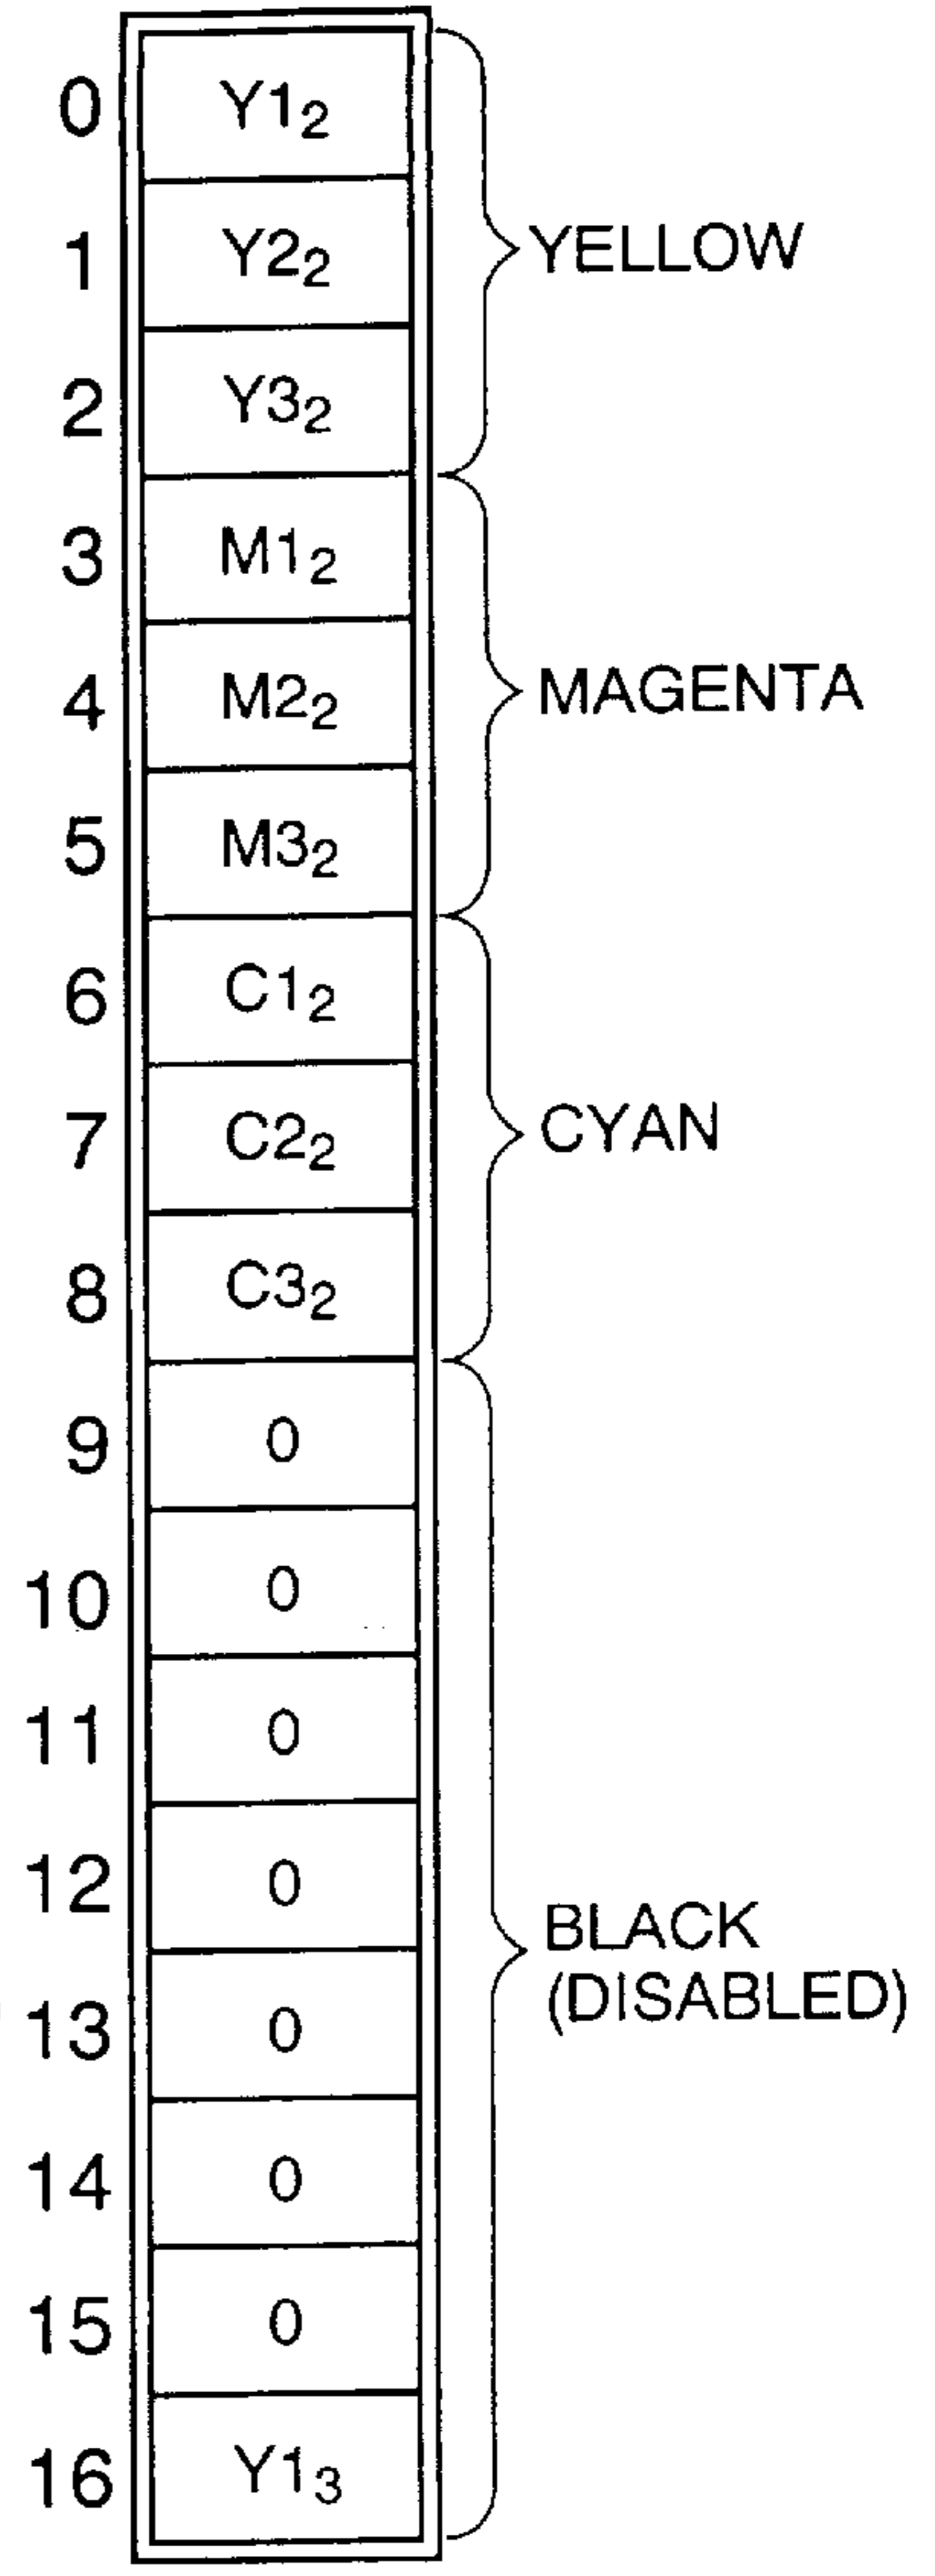 0 Y1₂
1 Y2₂
YELLOW
2 Y3₂
3 M1₂
4 M2₂
MAGENTA
5 M3₂
6 C1₂
7 C2₂
CYAN
8 C3₂
9 0
10 0
11 0
12 0
BLACK
(DISABLED)
13 0
14 0
15 0
16 Y1₃